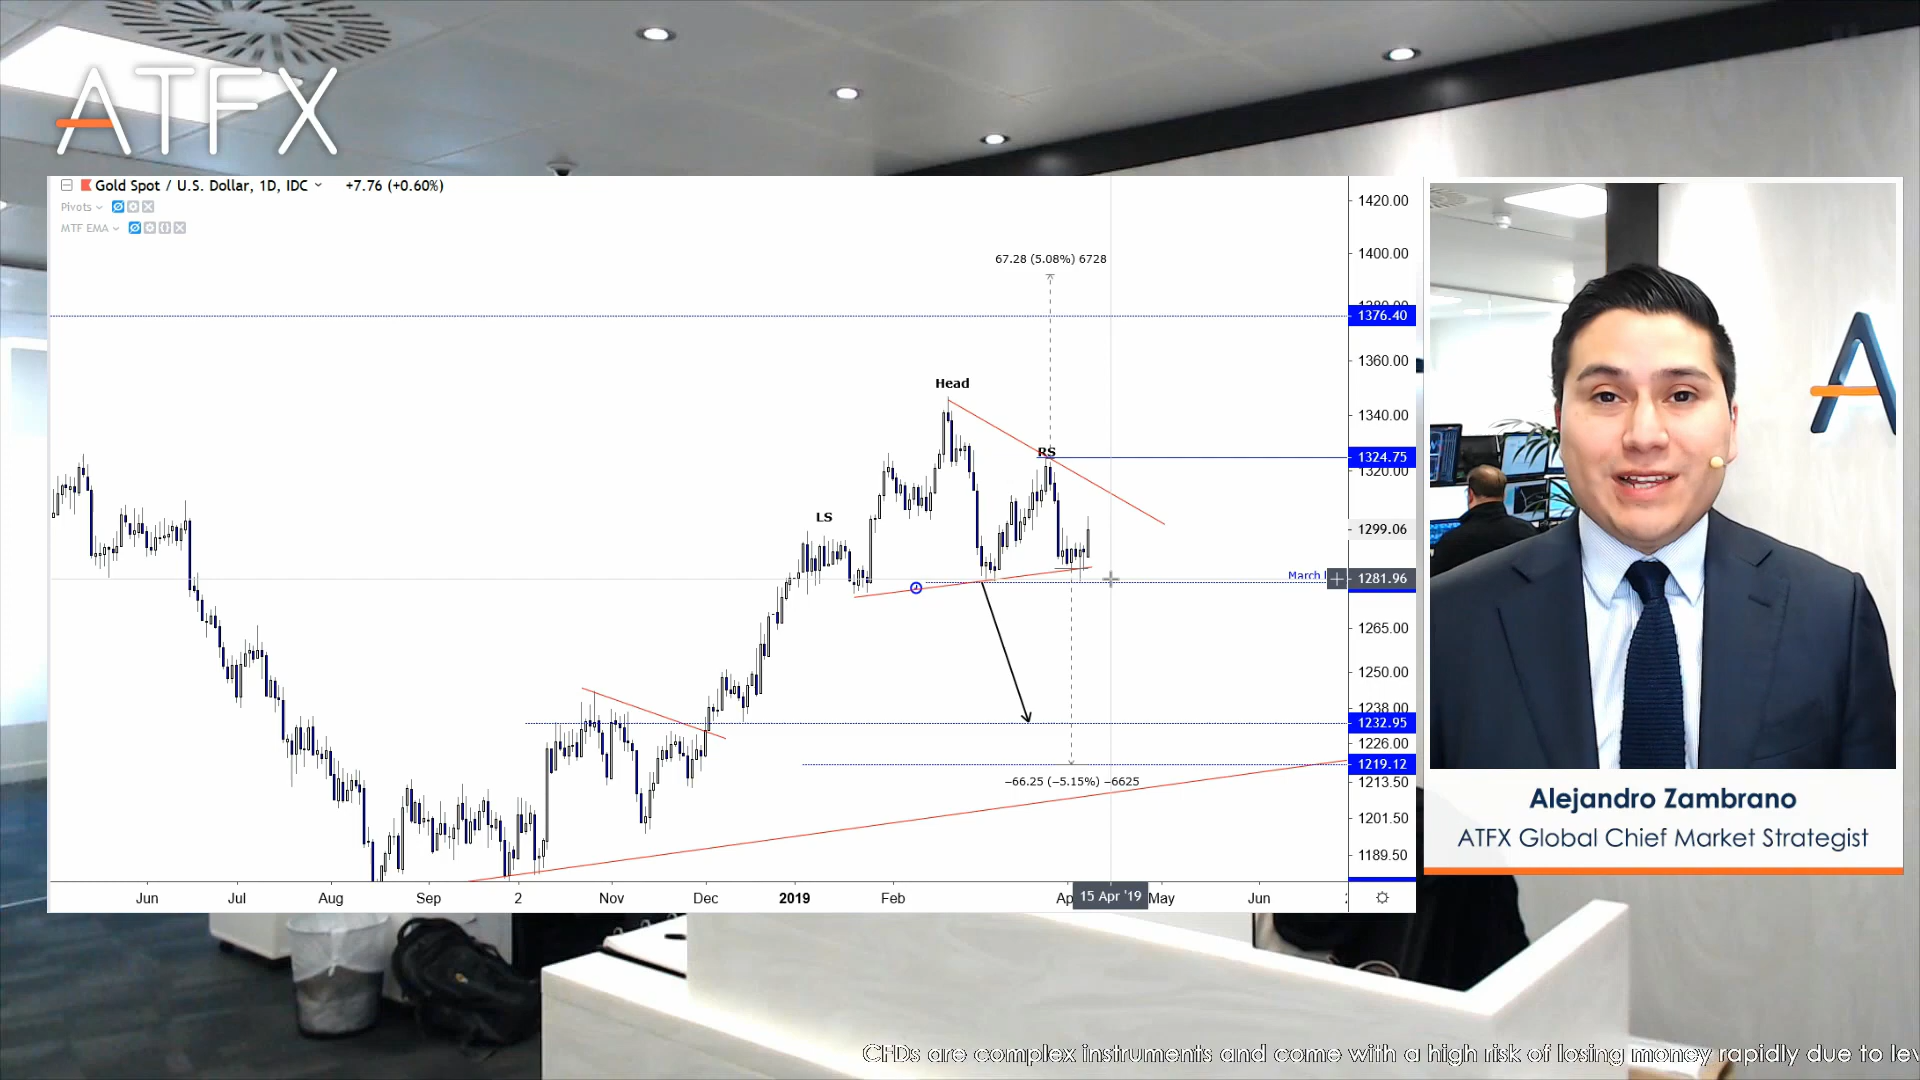 ATFX
Gold Spot / U.S. Dollar, 1D, IDC +7.76 (+0.60%)
Pivots
MTF EMA
67.28 (5.08%) 6728
Head
RS
LS
March
−66.25 (−5.15%) −6625
1420.00
1400.00
1380.00
1376.40
1360.00
1340.00
1324.75
1320.00
1299.06
1281.96
1265.00
1250.00
1238.00
1232.95
1226.00
1219.12
1213.50
1201.50
1189.50
Jun Jul Aug Sep 2 Nov Dec 2019 Feb Ap 15 Apr '19 May Jun
Alejandro Zambrano
ATFX Global Chief Market Strategist
CFDs are complex instruments and come with a high risk of losing money rapidly due to lev